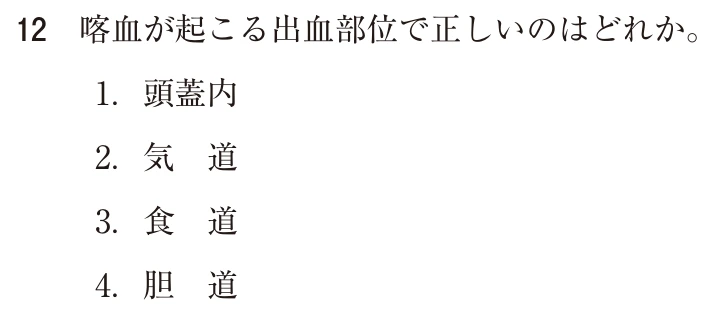 12 喀血が起こる出血部位で正しいのはどれか。
1. 頭蓋内
2. 気　道
3. 食　道
4. 胆　道